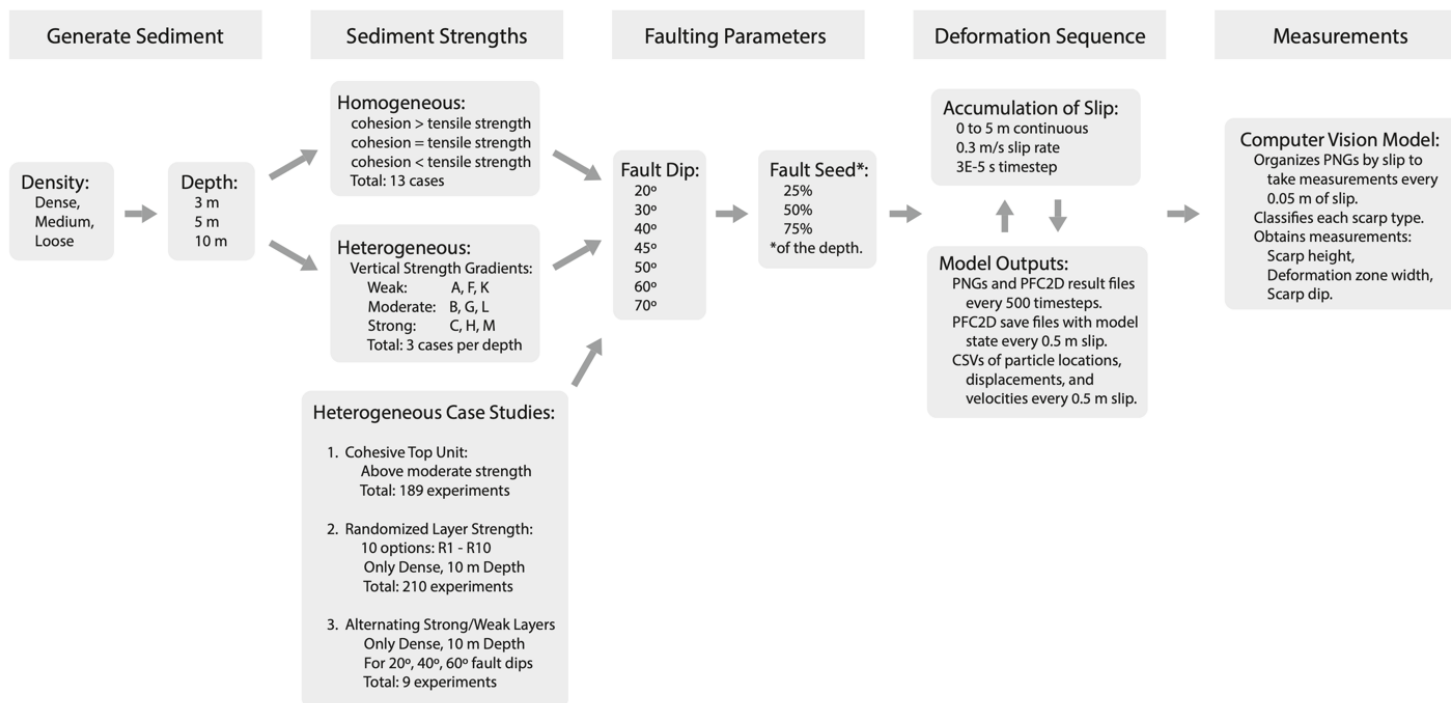 Generate Sediment
Sediment Strengths
Faulting Parameters
Deformation Sequence
Measurements
Density:
Dense,
Medium,
Loose
Depth:
3 m
5 m
10 m
Homogeneous:
cohesion > tensile strength
cohesion = tensile strength
cohesion < tensile strength
Total: 13 cases
Heterogeneous:
Vertical Strength Gradients:
Weak: A, F, K
Moderate: B, G, L
Strong: C, H, M
Total: 3 cases per depth
Heterogeneous Case Studies:
1. Cohesive Top Unit:
Above moderate strength
Total: 189 experiments
2. Randomized Layer Strength:
10 options: R1 - R10
Only Dense, 10 m Depth
Total: 210 experiments
3. Alternating Strong/Weak Layers
Only Dense, 10 m Depth
For 20º, 40º, 60º fault dips
Total: 9 experiments
Fault Dip:
20º
30º
40º
45º
50º
60º
70º
Fault Seed*:
25%
50%
75%
*of the depth.
Accumulation of Slip:
0 to 5 m continuous
0.3 m/s slip rate
3E-5 s timestep
Model Outputs:
PNGs and PFC2D result files
every 500 timesteps.
PFC2D save files with model
state every 0.5 m slip.
CSVs of particle locations,
displacements, and
velocities every 0.5 m slip.
Computer Vision Model:
Organizes PNGs by slip to
take measurements every
0.05 m of slip.
Classifies each scarp type.
Obtains measurements:
Scarp height,
Deformation zone width,
Scarp dip.